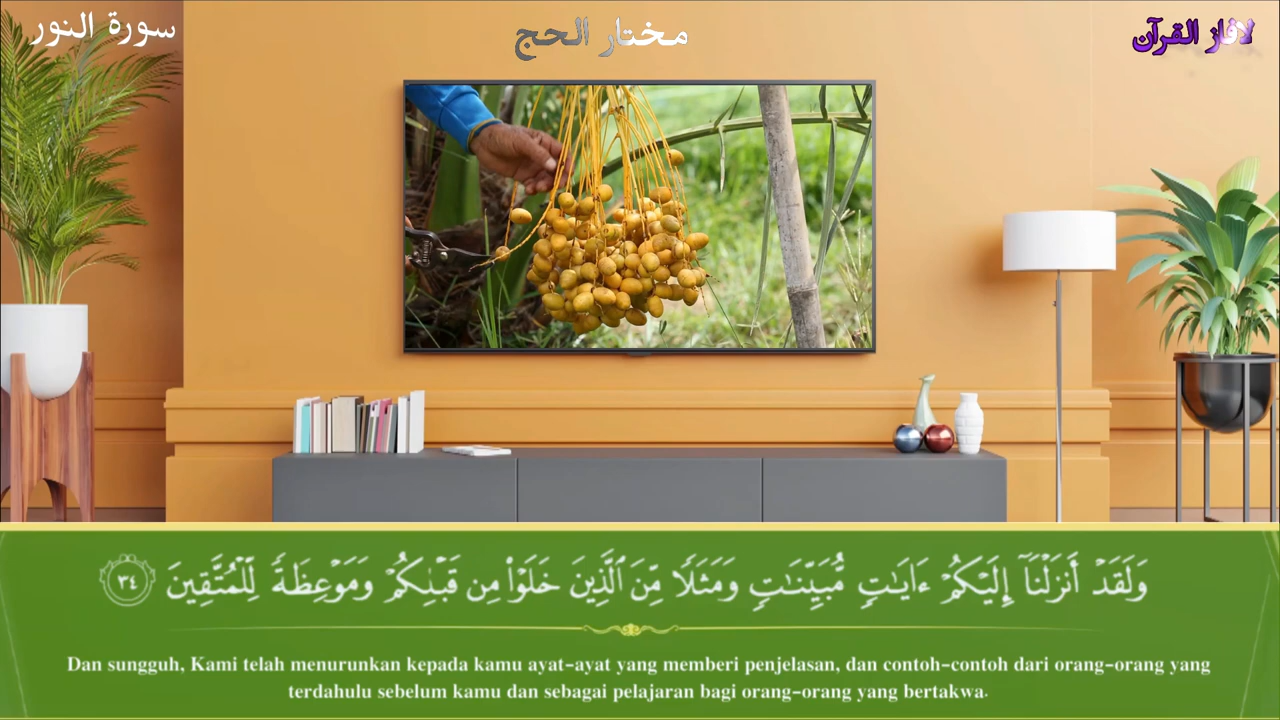 سورة النور
مختار الحج
لافاز القرآن
وَلَقَدْ أَنزَلْنَآ إِلَيْكُمْ ءَايَـٰتٍ مُّبَيِّنَـٰتٍ وَمَثَلًا مِّنَ ٱلَّذِينَ خَلَوْا۟ مِن قَبْلِكُمْ وَمَوْعِظَةً لِّلْمُتَّقِينَ ٣٤
Dan sungguh, Kami telah menurunkan kepada kamu ayat-ayat yang memberi penjelasan, dan contoh-contoh dari orang-orang yang
terdahulu sebelum kamu dan sebagai pelajaran bagi orang-orang yang bertakwa.